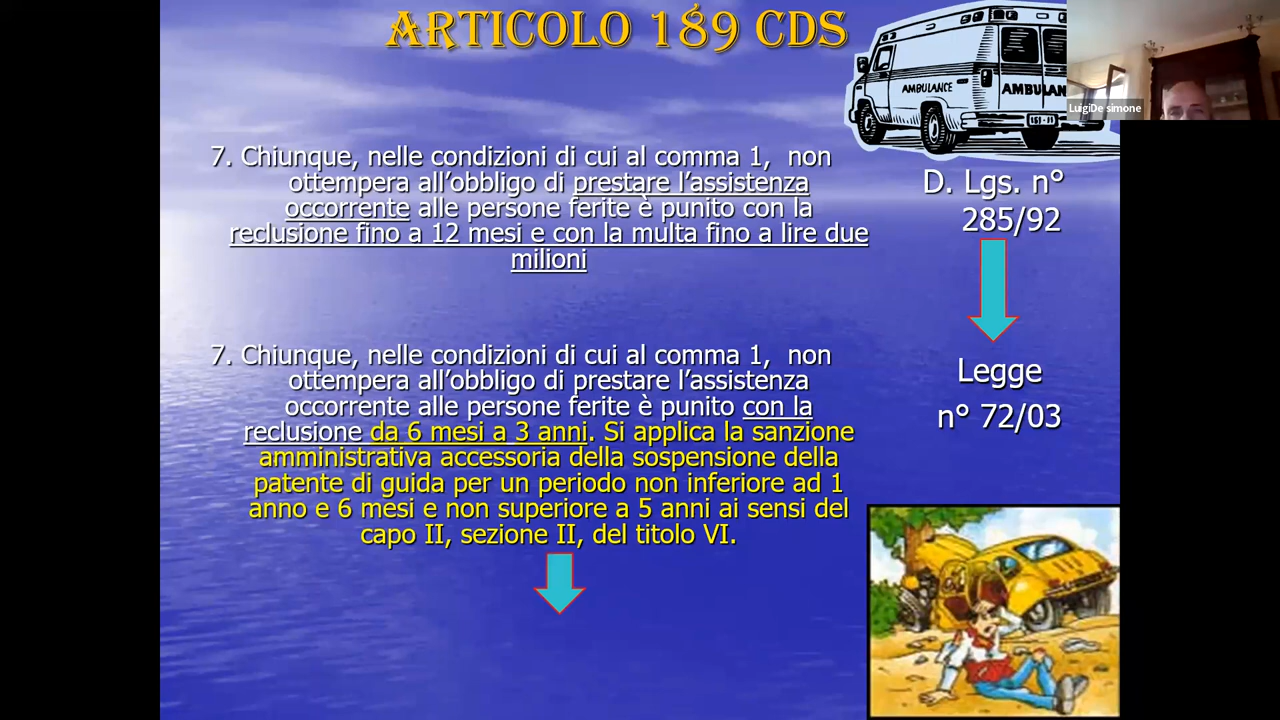 ARTICOLO 189 CDS
AMBULANCE
AMBULAN
LuigiDe simone
7. Chiunque, nelle condizioni di cui al comma 1,  non
ottempera all’obbligo di prestare l’assistenza
occorrente alle persone ferite è punito con la
reclusione fino a 12 mesi e con la multa fino a lire due
milioni
D. Lgs. n°
285/92
7. Chiunque, nelle condizioni di cui al comma 1,  non
ottempera all’obbligo di prestare l’assistenza
occorrente alle persone ferite è punito con la
reclusione da 6 mesi a 3 anni. Si applica la sanzione
amministrativa accessoria della sospensione della
patente di guida per un periodo non inferiore ad 1
anno e 6 mesi e non superiore a 5 anni ai sensi del
capo II, sezione II, del titolo VI.
Legge
n° 72/03